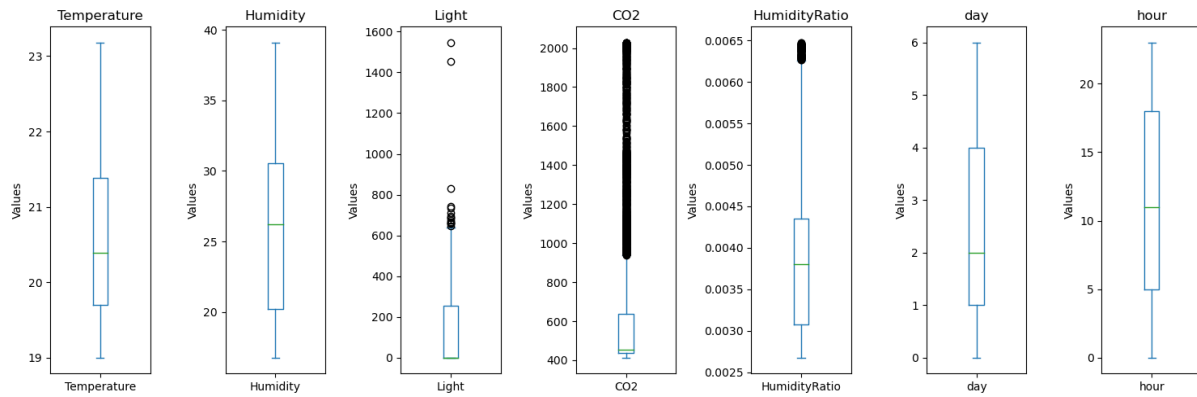 Temperature
Values
23
22
21
20
19
Temperature
Humidity
Values
40
35
30
25
20
Humidity
Light
Values
1600
1400
1200
1000
800
600
400
200
0
Light
CO2
Values
2000
1800
1600
1400
1200
1000
800
600
400
CO2
HumidityRatio
Values
0.0065
0.0060
0.0055
0.0050
0.0045
0.0040
0.0035
0.0030
0.0025
HumidityRatio
day
Values
6
5
4
3
2
1
0
day
hour
Values
20
15
10
5
0
hour